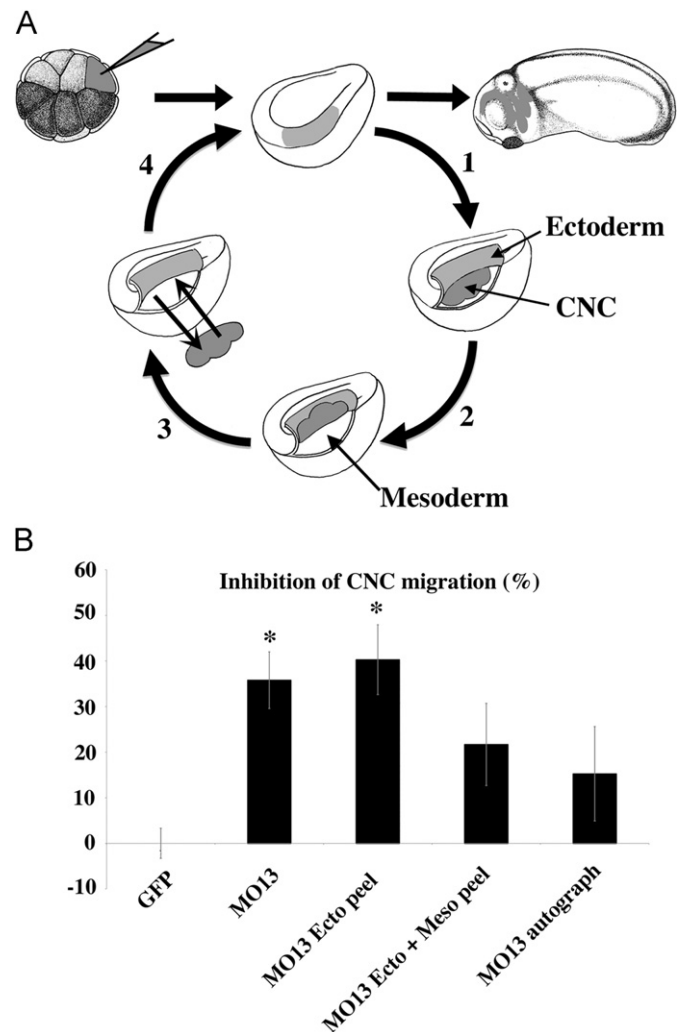 A
4
1
Ectoderm
CNC
3
2
Mesoderm
B
Inhibition of CNC migration (%)
60
50
40
30
20
10
0
-10
*
*
GFP
MO13
MO13 Ecto peel
MO13 Ecto + Meso peel
MO13 autograph